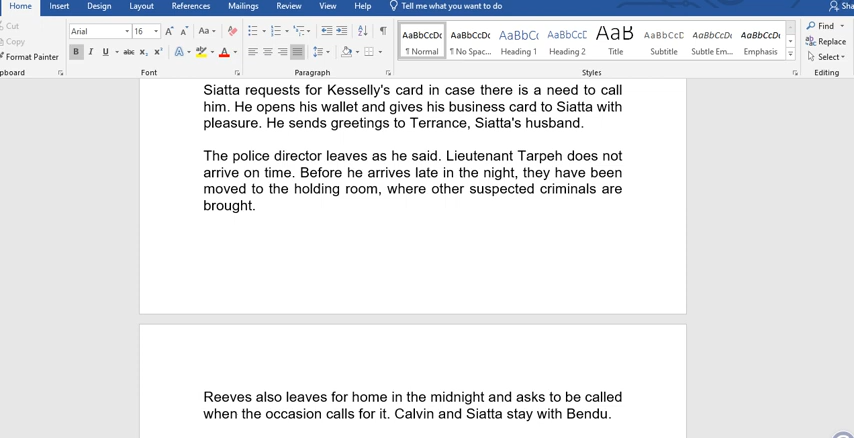 Home Insert Design Layout References Mailings Review View Help Tell me what you want to do
Cut
Copy
Format Painter
Arial 16
Aa
B I U abc x₂ x² A ab A
AaBbCcDc AaBbCcDc AaBbCc AaBbCcE AaB AaBbCcD AaBbCcDc AaBbCcDc
¶ Normal ¶ No Spac... Heading 1 Heading 2 Title Subtitle Subtle Em... Emphasis
Find
Replace
Select
Font Paragraph Styles Editing
Siatta requests for Kesselly's card in case there is a need to call
him. He opens his wallet and gives his business card to Siatta with
pleasure. He sends greetings to Terrance, Siatta's husband.
The police director leaves as he said. Lieutenant Tarpeh does not
arrive on time. Before he arrives late in the night, they have been
moved to the holding room, where other suspected criminals are
brought.
Reeves also leaves for home in the midnight and asks to be called
when the occasion calls for it. Calvin and Siatta stay with Bendu.